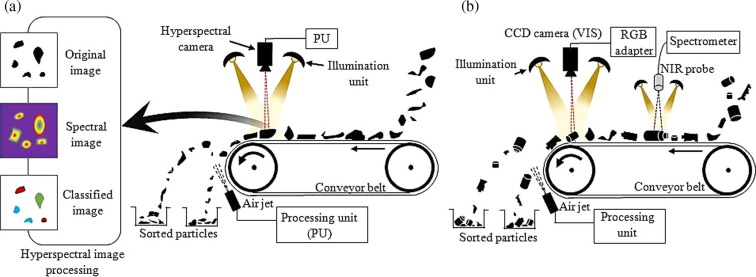 (a)
Original
image
Spectral
image
Classified
image
Hyperspectral image
processing
Hyperspectral
camera
PU
Illumination
unit
Conveyor belt
Air jet
Processing unit
(PU)
Sorted particles
(b)
CCD camera (VIS)
RGB
adapter
Spectrometer
NIR probe
Illumination
unit
Conveyor belt
Air jet
Processing
unit
Sorted particles